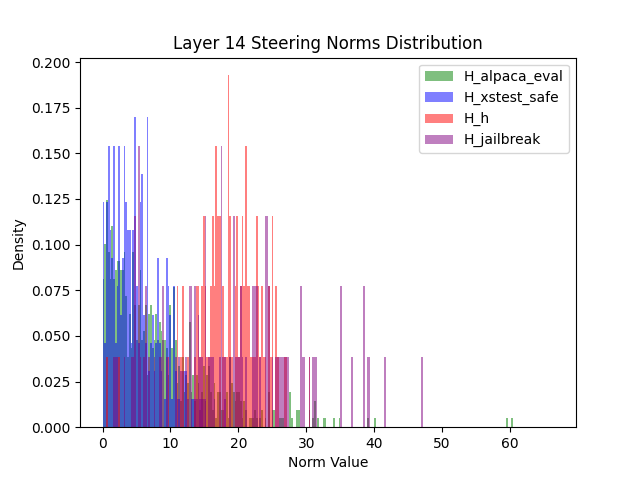 Layer 14 Steering Norms Distribution
H_alpaca_eval
H_xstest_safe
H_h
H_jailbreak
Density
0.200
0.175
0.150
0.125
0.100
0.075
0.050
0.025
0.000
0 10 20 30 40 50 60
Norm Value